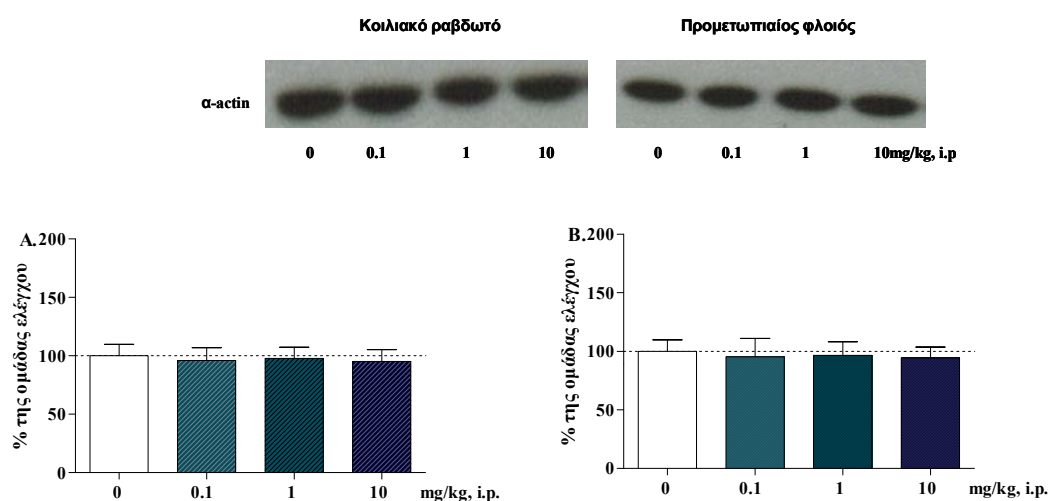 Κοιλιακό ραβδωτό
Προμετωπιαίος φλοιός
α-actin
0 0.1 1 10
0 0.1 1 10mg/kg, i.p
A.
200
150
100
50
0
% της ομάδας ελέγχου
0 0.1 1 10 mg/kg, i.p.
B.
200
150
100
50
0
% της ομάδας ελέγχου
0 0.1 1 10 mg/kg, i.p.